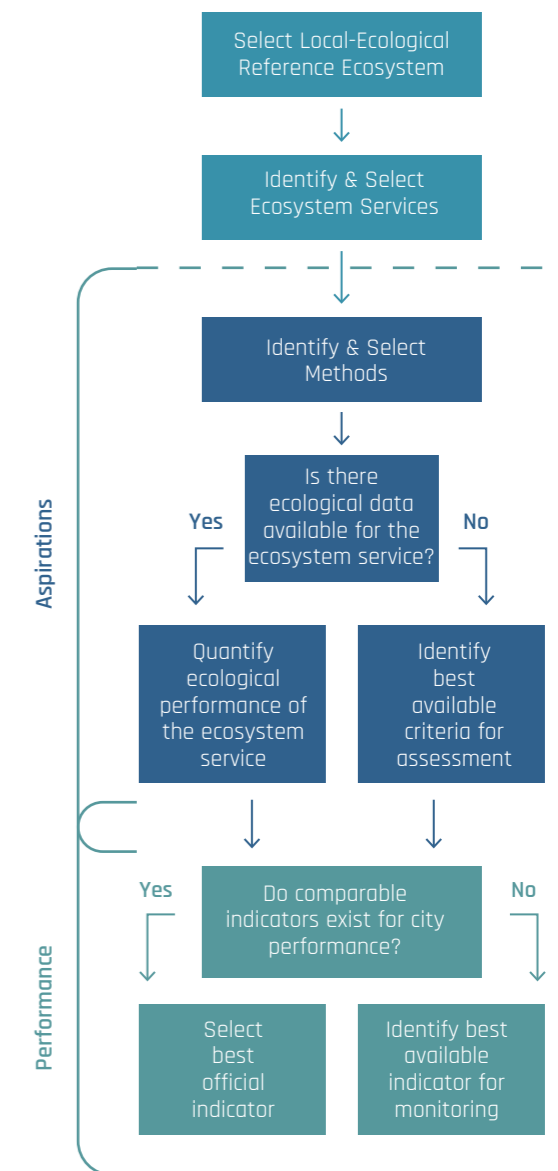 Select Local-Ecological
Reference Ecosystem
Identify & Select
Ecosystem Services
Identify & Select
Methods
Is there
ecological data
available for the
ecosystem service?
Yes
No
Aspirations
Quantify
ecological
performance of
the ecosystem
service
Identify
best
available
criteria for
assessment
Do comparable
indicators exist for city
performance?
Yes
No
Performance
Select
best
official
indicator
Identify best
available
indicator for
monitoring